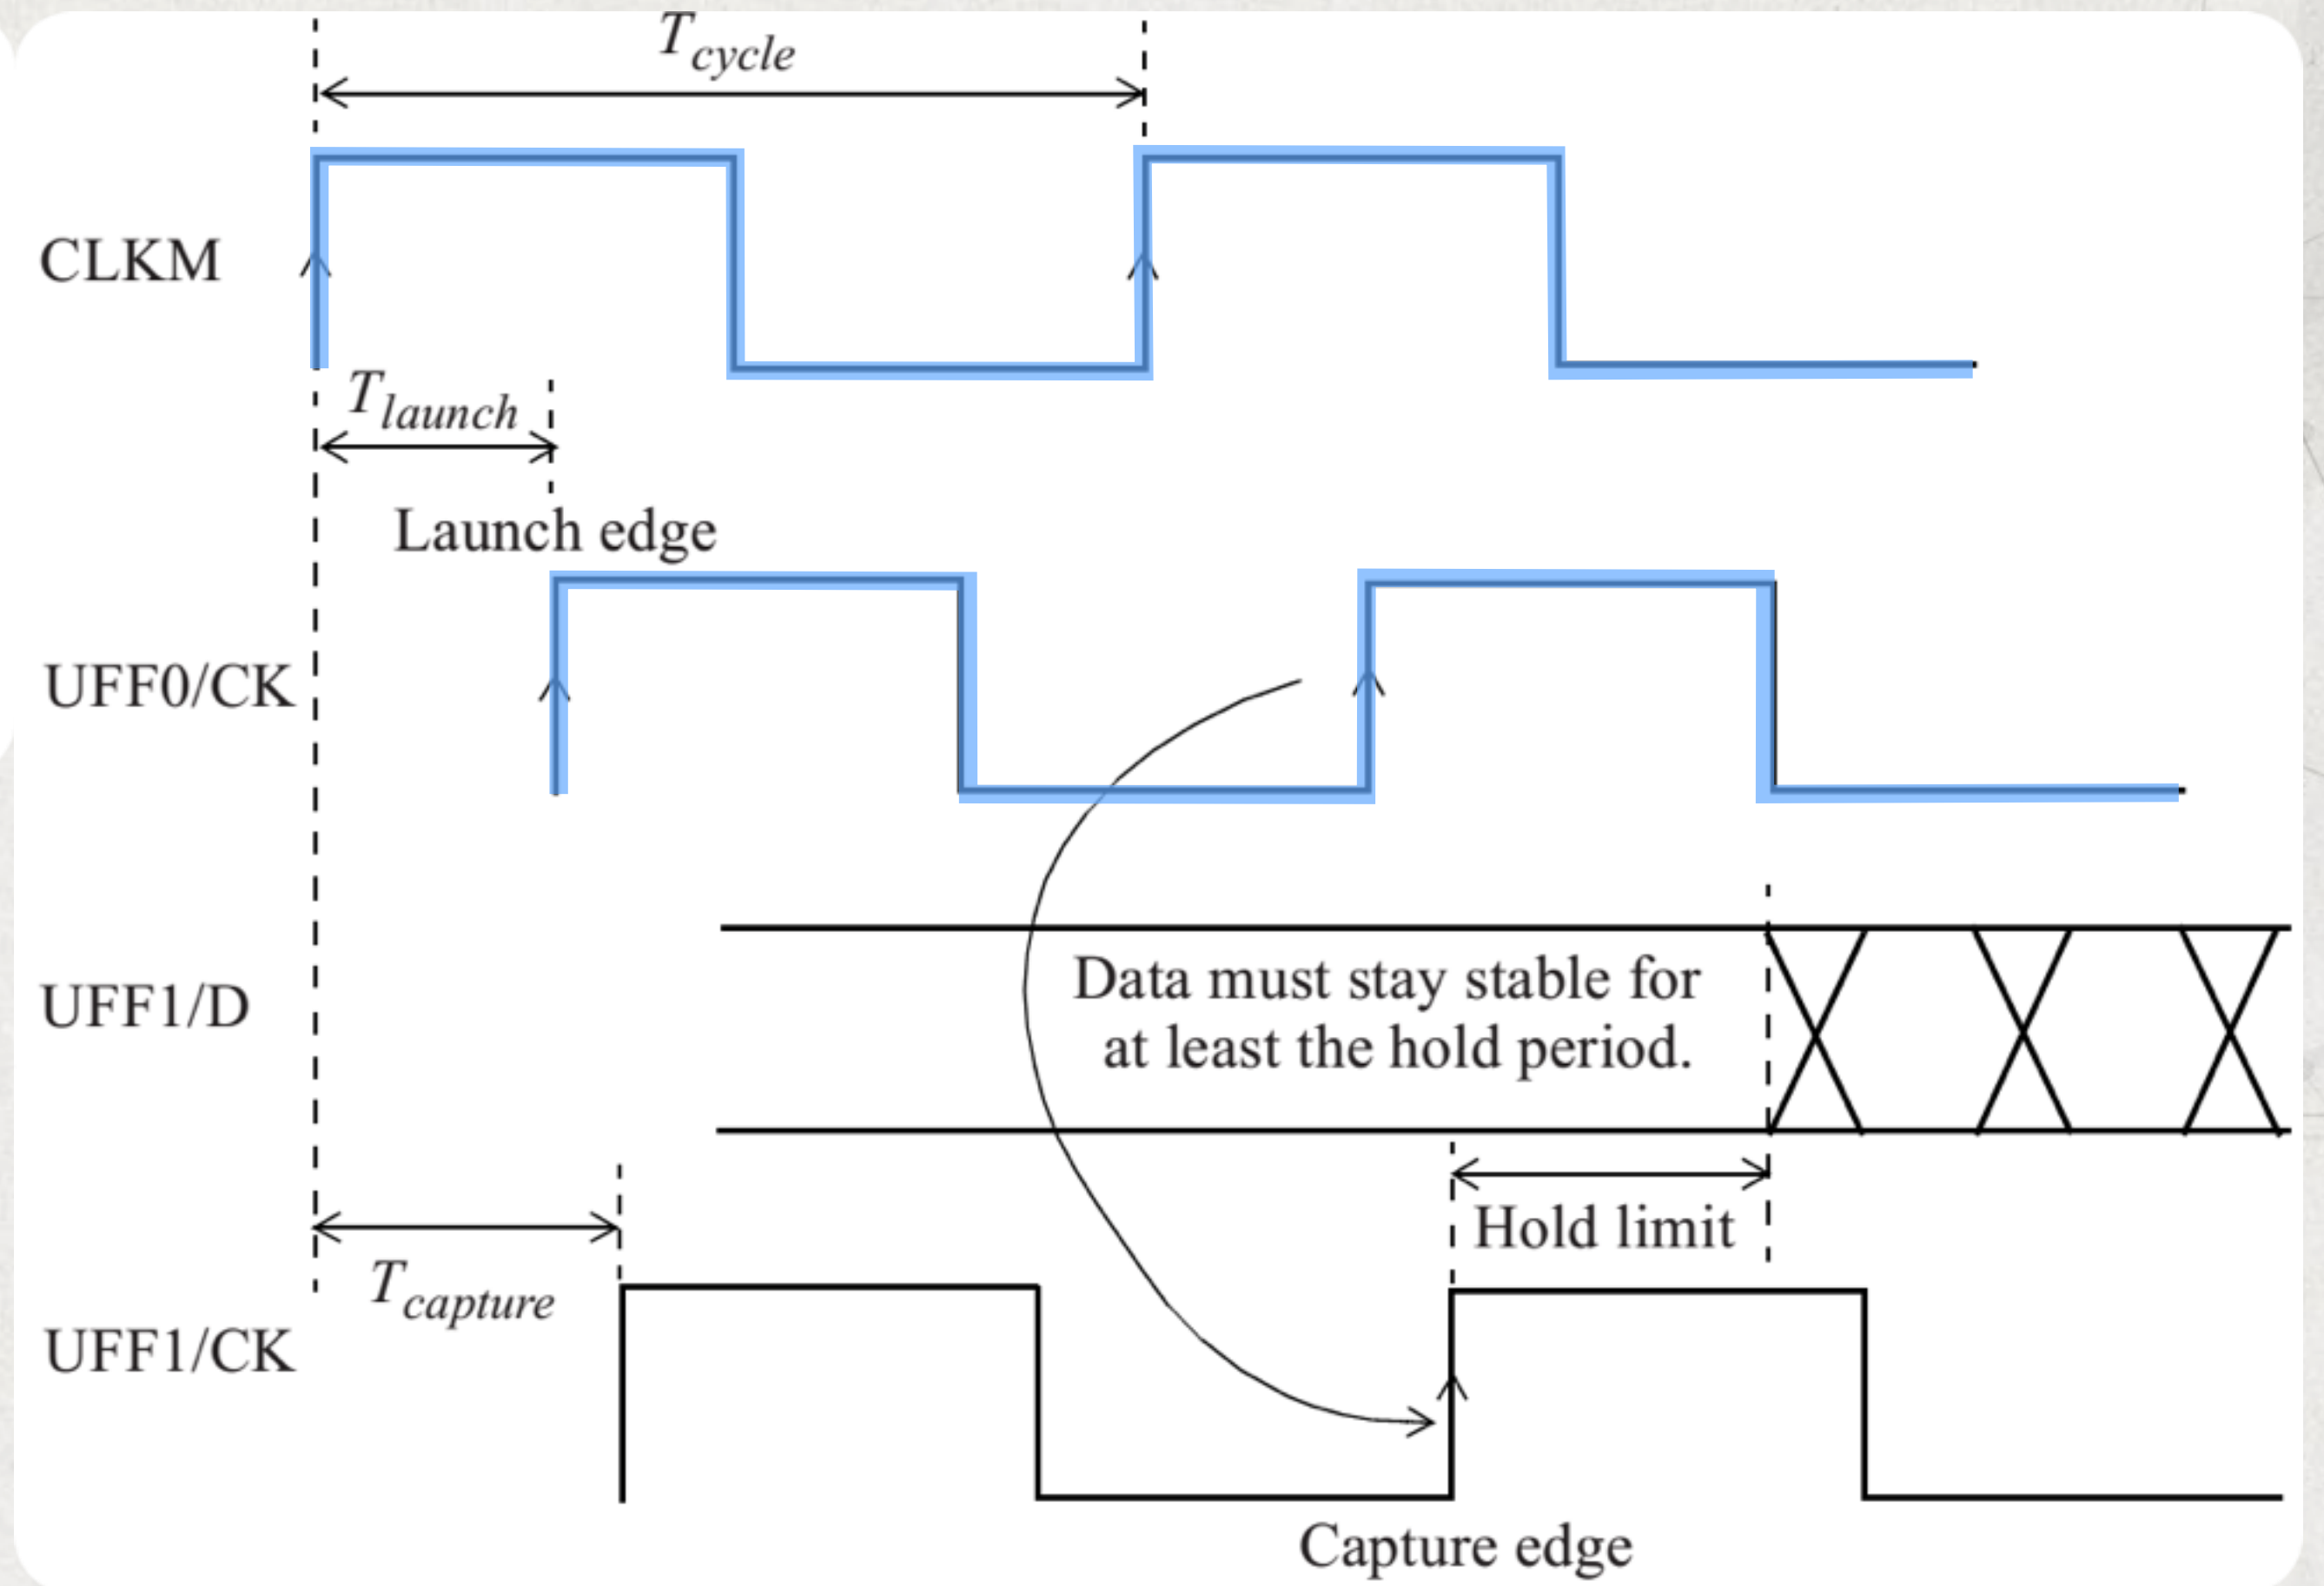 Tcycle
CLKM
Tlaunch
Launch edge
UFF0/CK
UFF1/D
Data must stay stable for
at least the hold period.
Hold limit
Tcapture
UFF1/CK
Capture edge